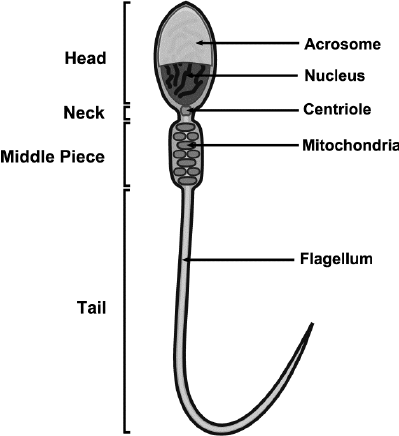 Acrosome
Head
Nucleus
Neck
Centriole
Mitochondria
Middle Piece
Flagellum
Tail